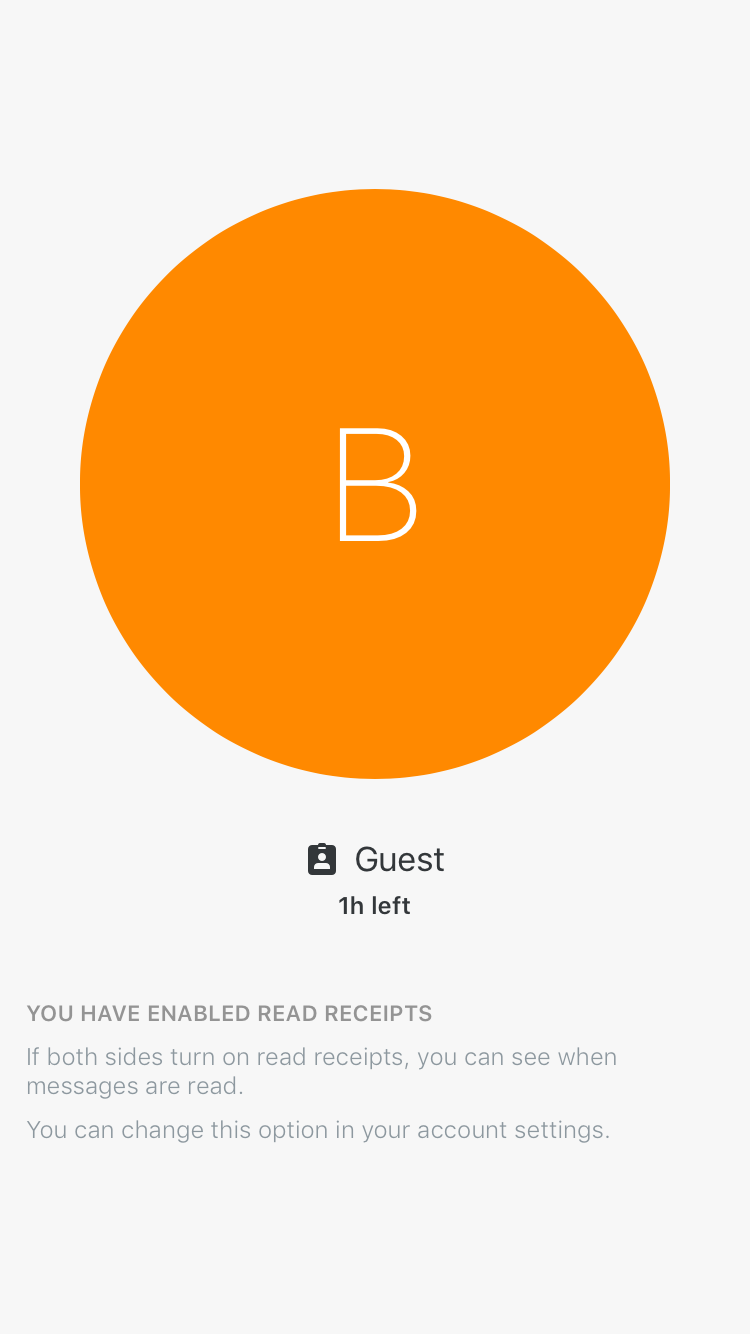 B
Guest
1h left
YOU HAVE ENABLED READ RECEIPTS
If both sides turn on read receipts, you can see when
messages are read.
You can change this option in your account settings.